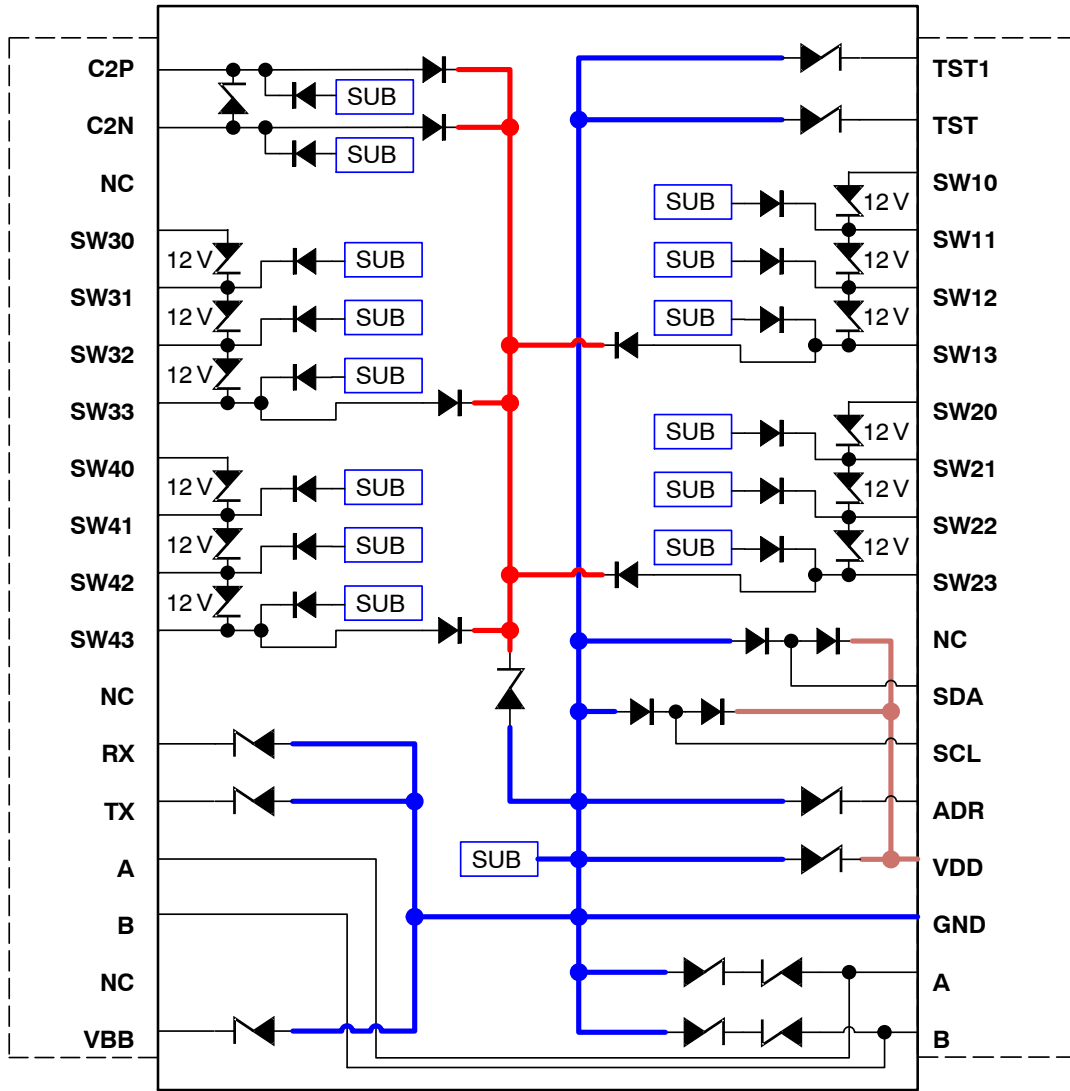 C2P
SUB
C2N
SUB
NC
SW30
12 V
SUB
SW31
12 V
SUB
SW32
12 V
SUB
SW33
SW40
12 V
SUB
SW41
12 V
SUB
SW42
12 V
SUB
SW43
NC
RX
TX
A
SUB
B
NC
VBB
TST1
TST
SW10
SUB
12 V
SW11
SUB
12 V
SW12
SUB
12 V
SW13
SW20
SUB
12 V
SW21
SUB
12 V
SW22
SUB
12 V
SW23
NC
SDA
SCL
ADR
VDD
GND
A
B